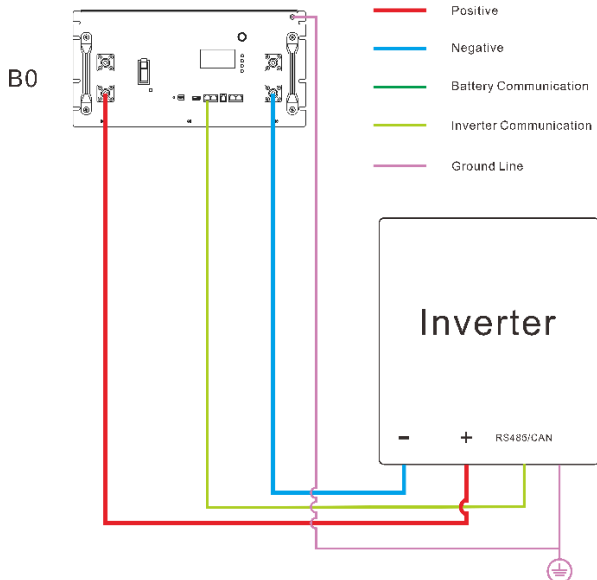 Positive
Negative
B0
Battery Communication
Inverter Communication
Ground Line
Inverter
- + RS485/CAN